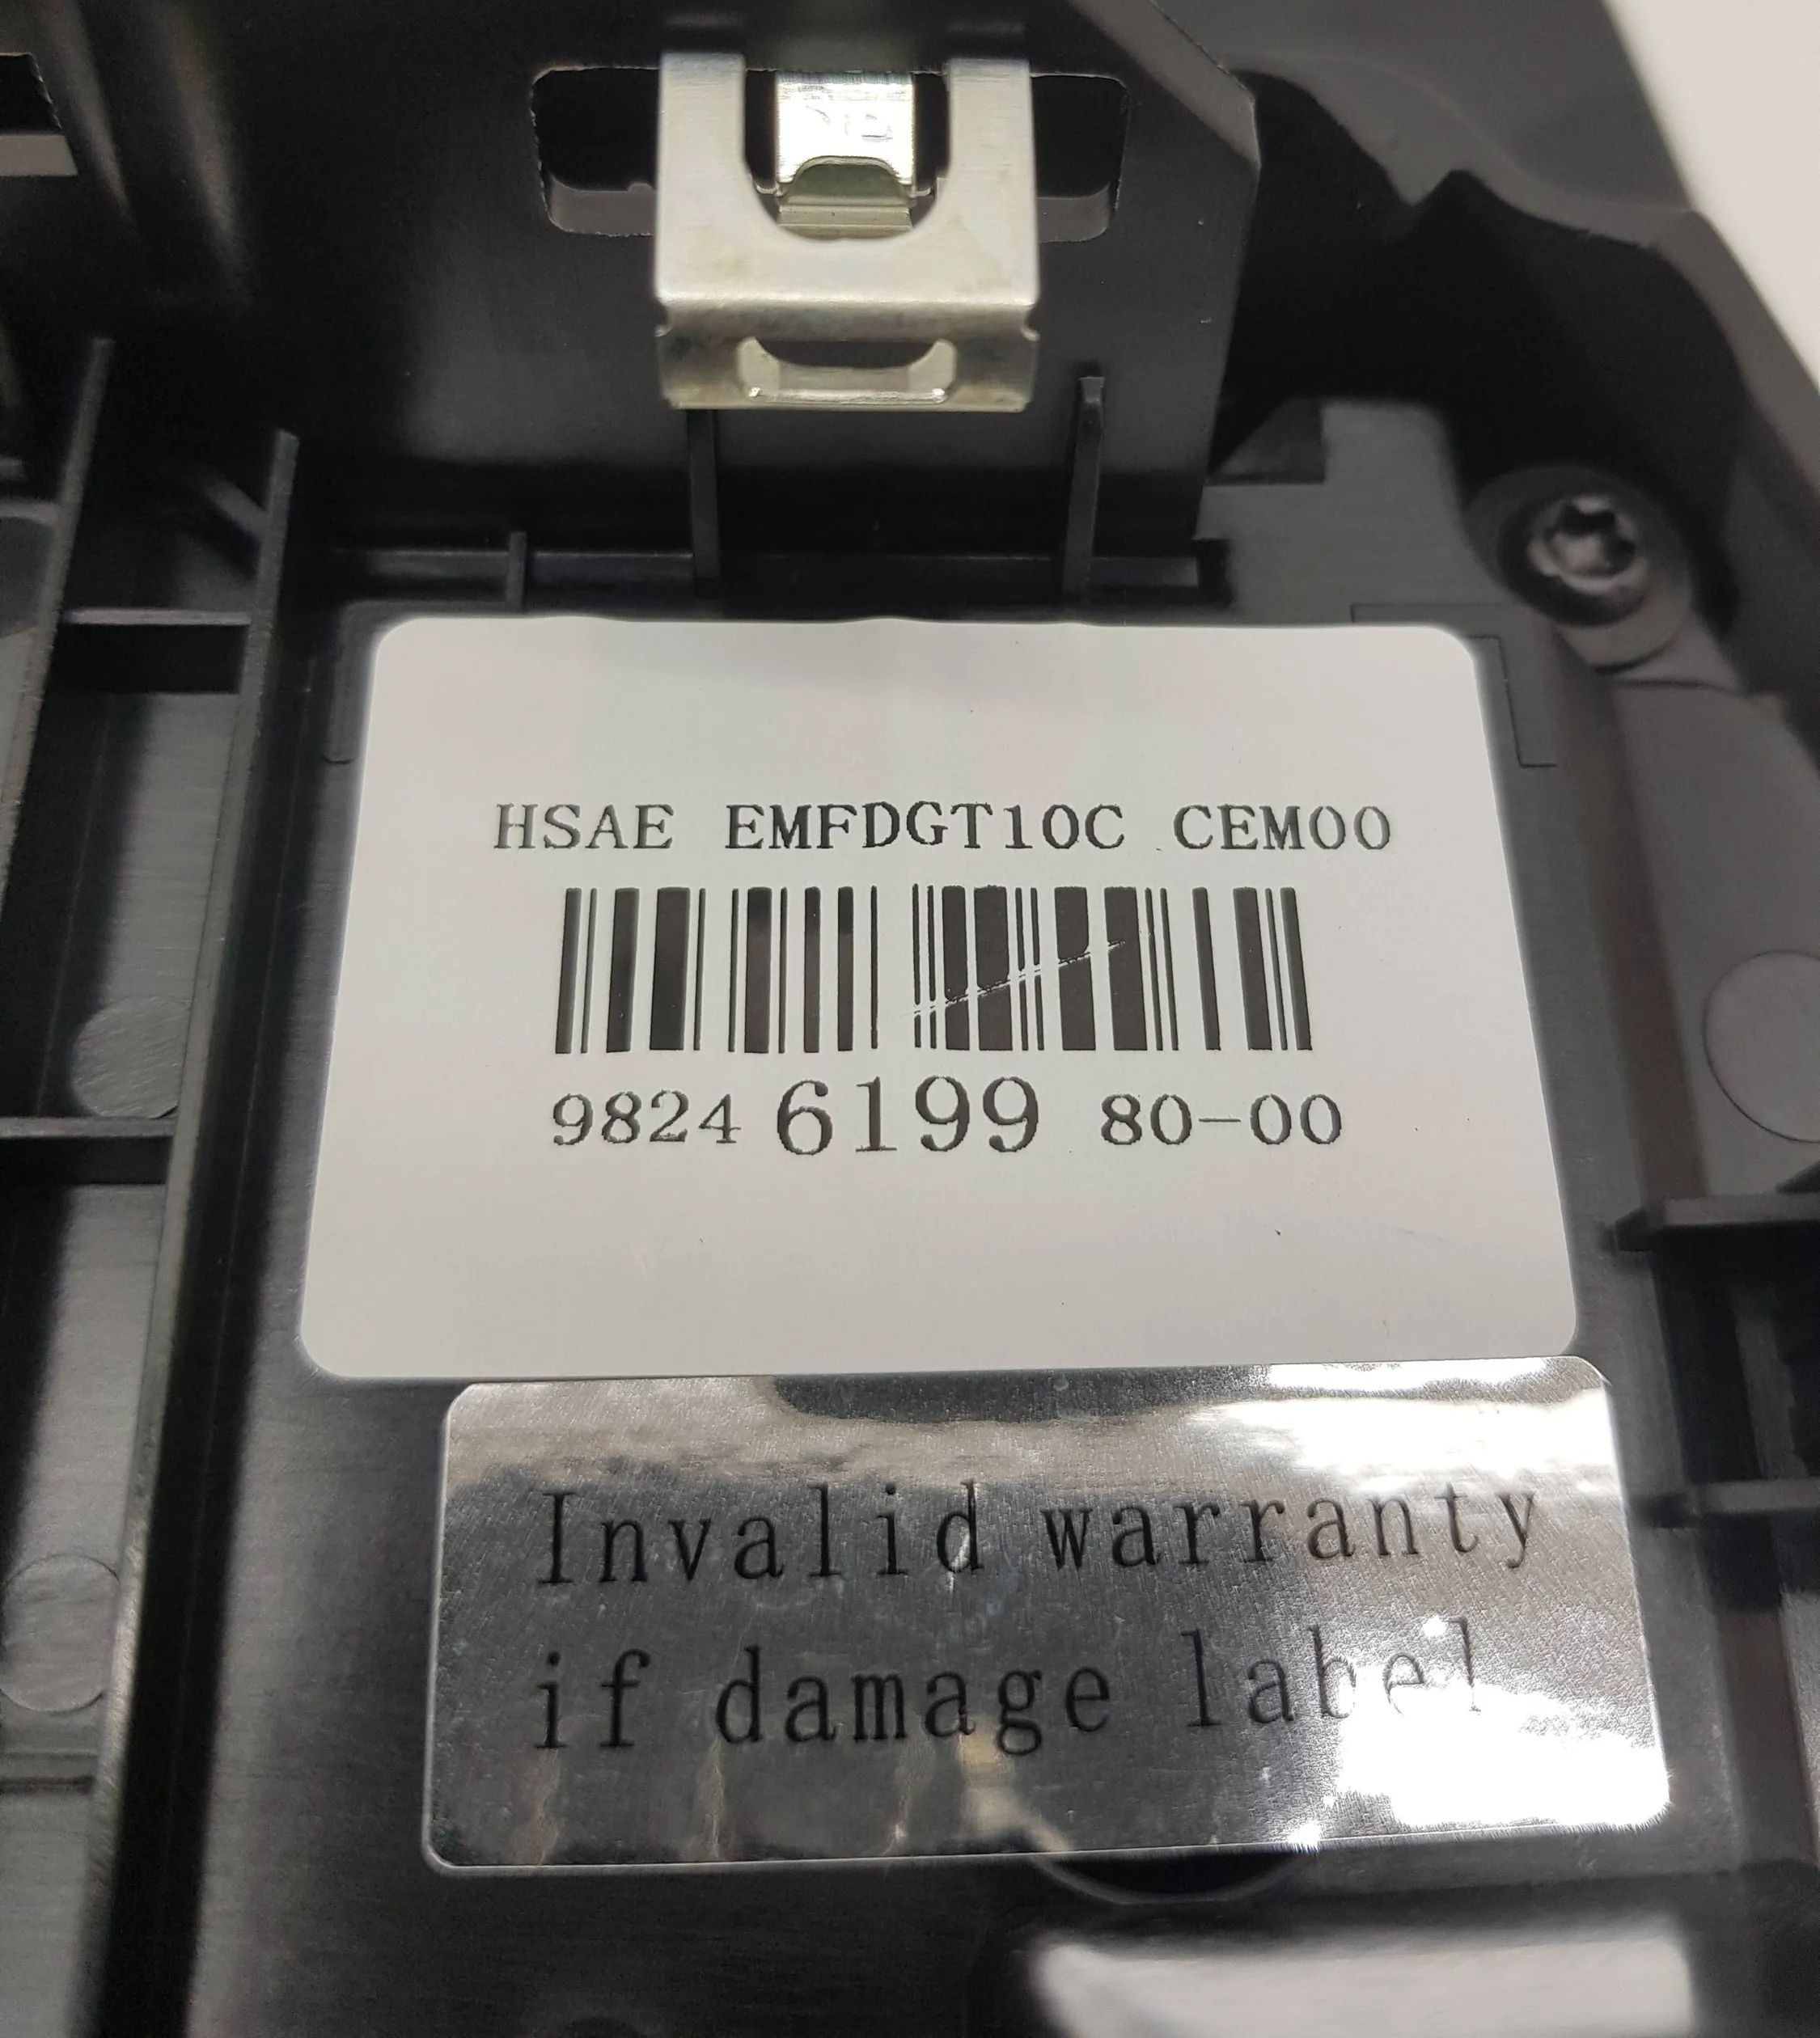 HSAE EMFDGT10C CEM00
9824 6199 80-00
Invalid warranty
if damage label